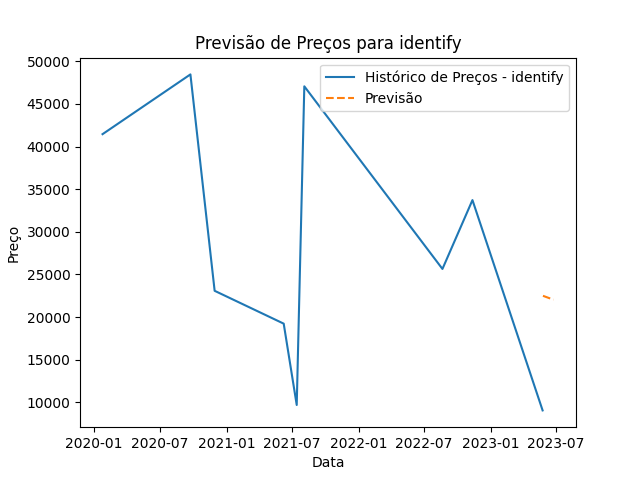 Previsão de Preços para identify
Histórico de Preços - identify
Previsão
50000
45000
40000
35000
30000
25000
20000
15000
10000
Preço
2020-01 2020-07 2021-01 2021-07 2022-01 2022-07 2023-01 2023-07
Data